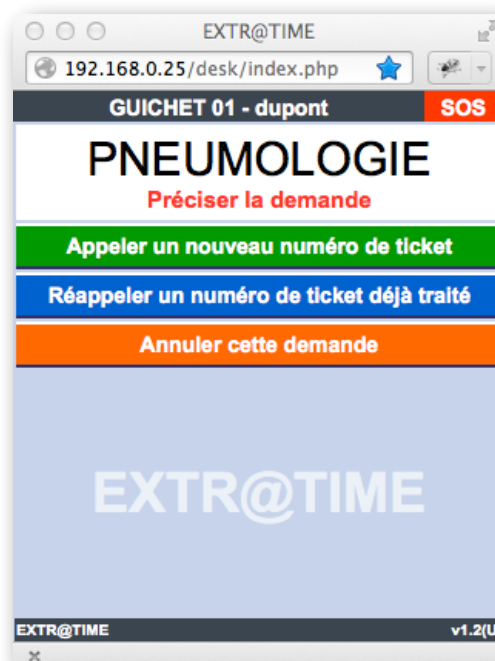 EXTR@TIME
192.168.0.25/desk/index.php
GUICHET 01 - dupont SOS
PNEUMOLOGIE
Préciser la demande
Appeler un nouveau numéro de ticket
Réappeler un numéro de ticket déjà traité
Annuler cette demande
EXTR@TIME
EXTR@TIME v1.2(U